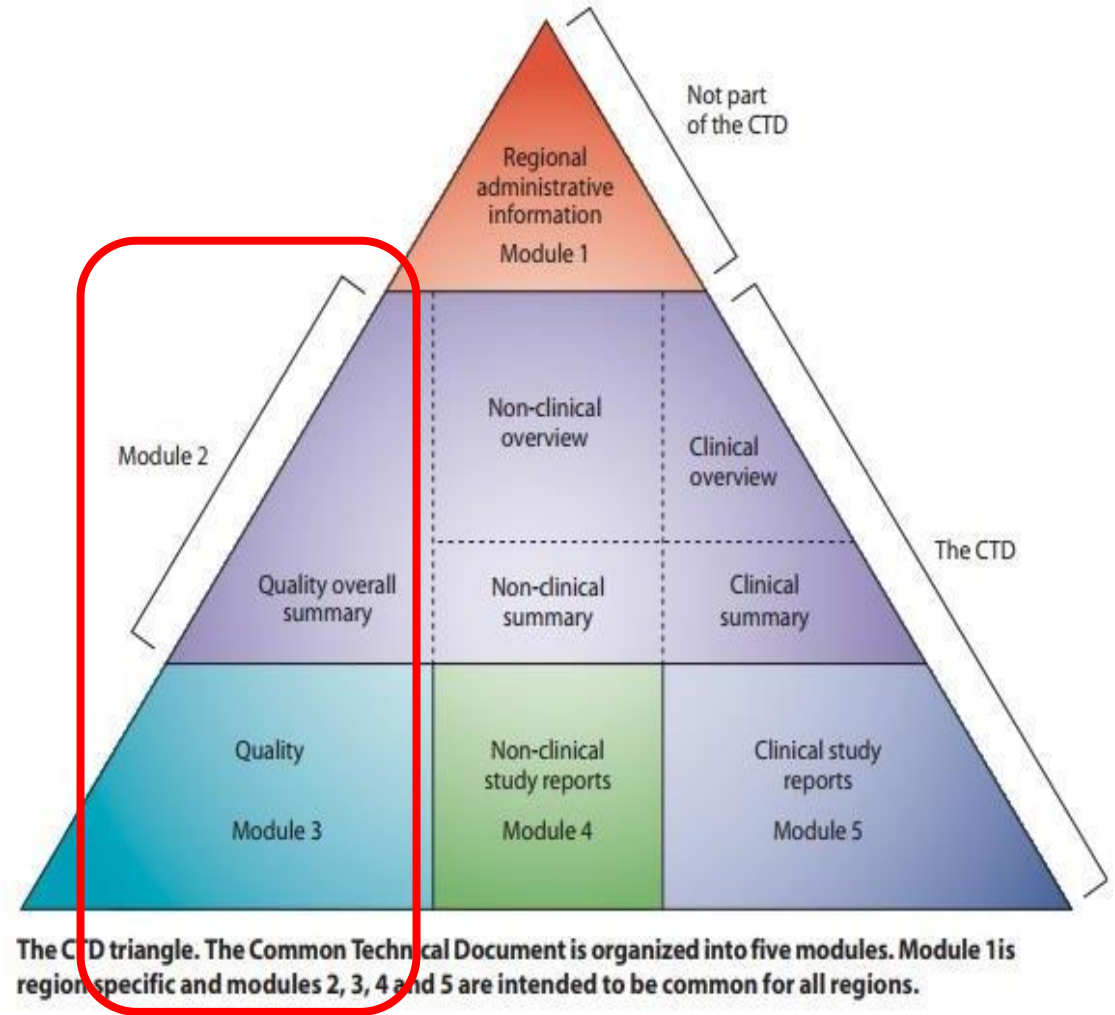 Not part
of the CTD
Regional
administrative
information
Module 1
Module 2
Non-clinical
overview
Clinical
overview
The CTD
Quality overall
summary
Non-clinical
summary
Clinical
summary
Quality
Module 3
Non-clinical
study reports
Module 4
Clinical study
reports
Module 5
The CTD triangle. The Common Technical Document is organized into five modules. Module 1is
region specific and modules 2, 3, 4 and 5 are intended to be common for all regions.